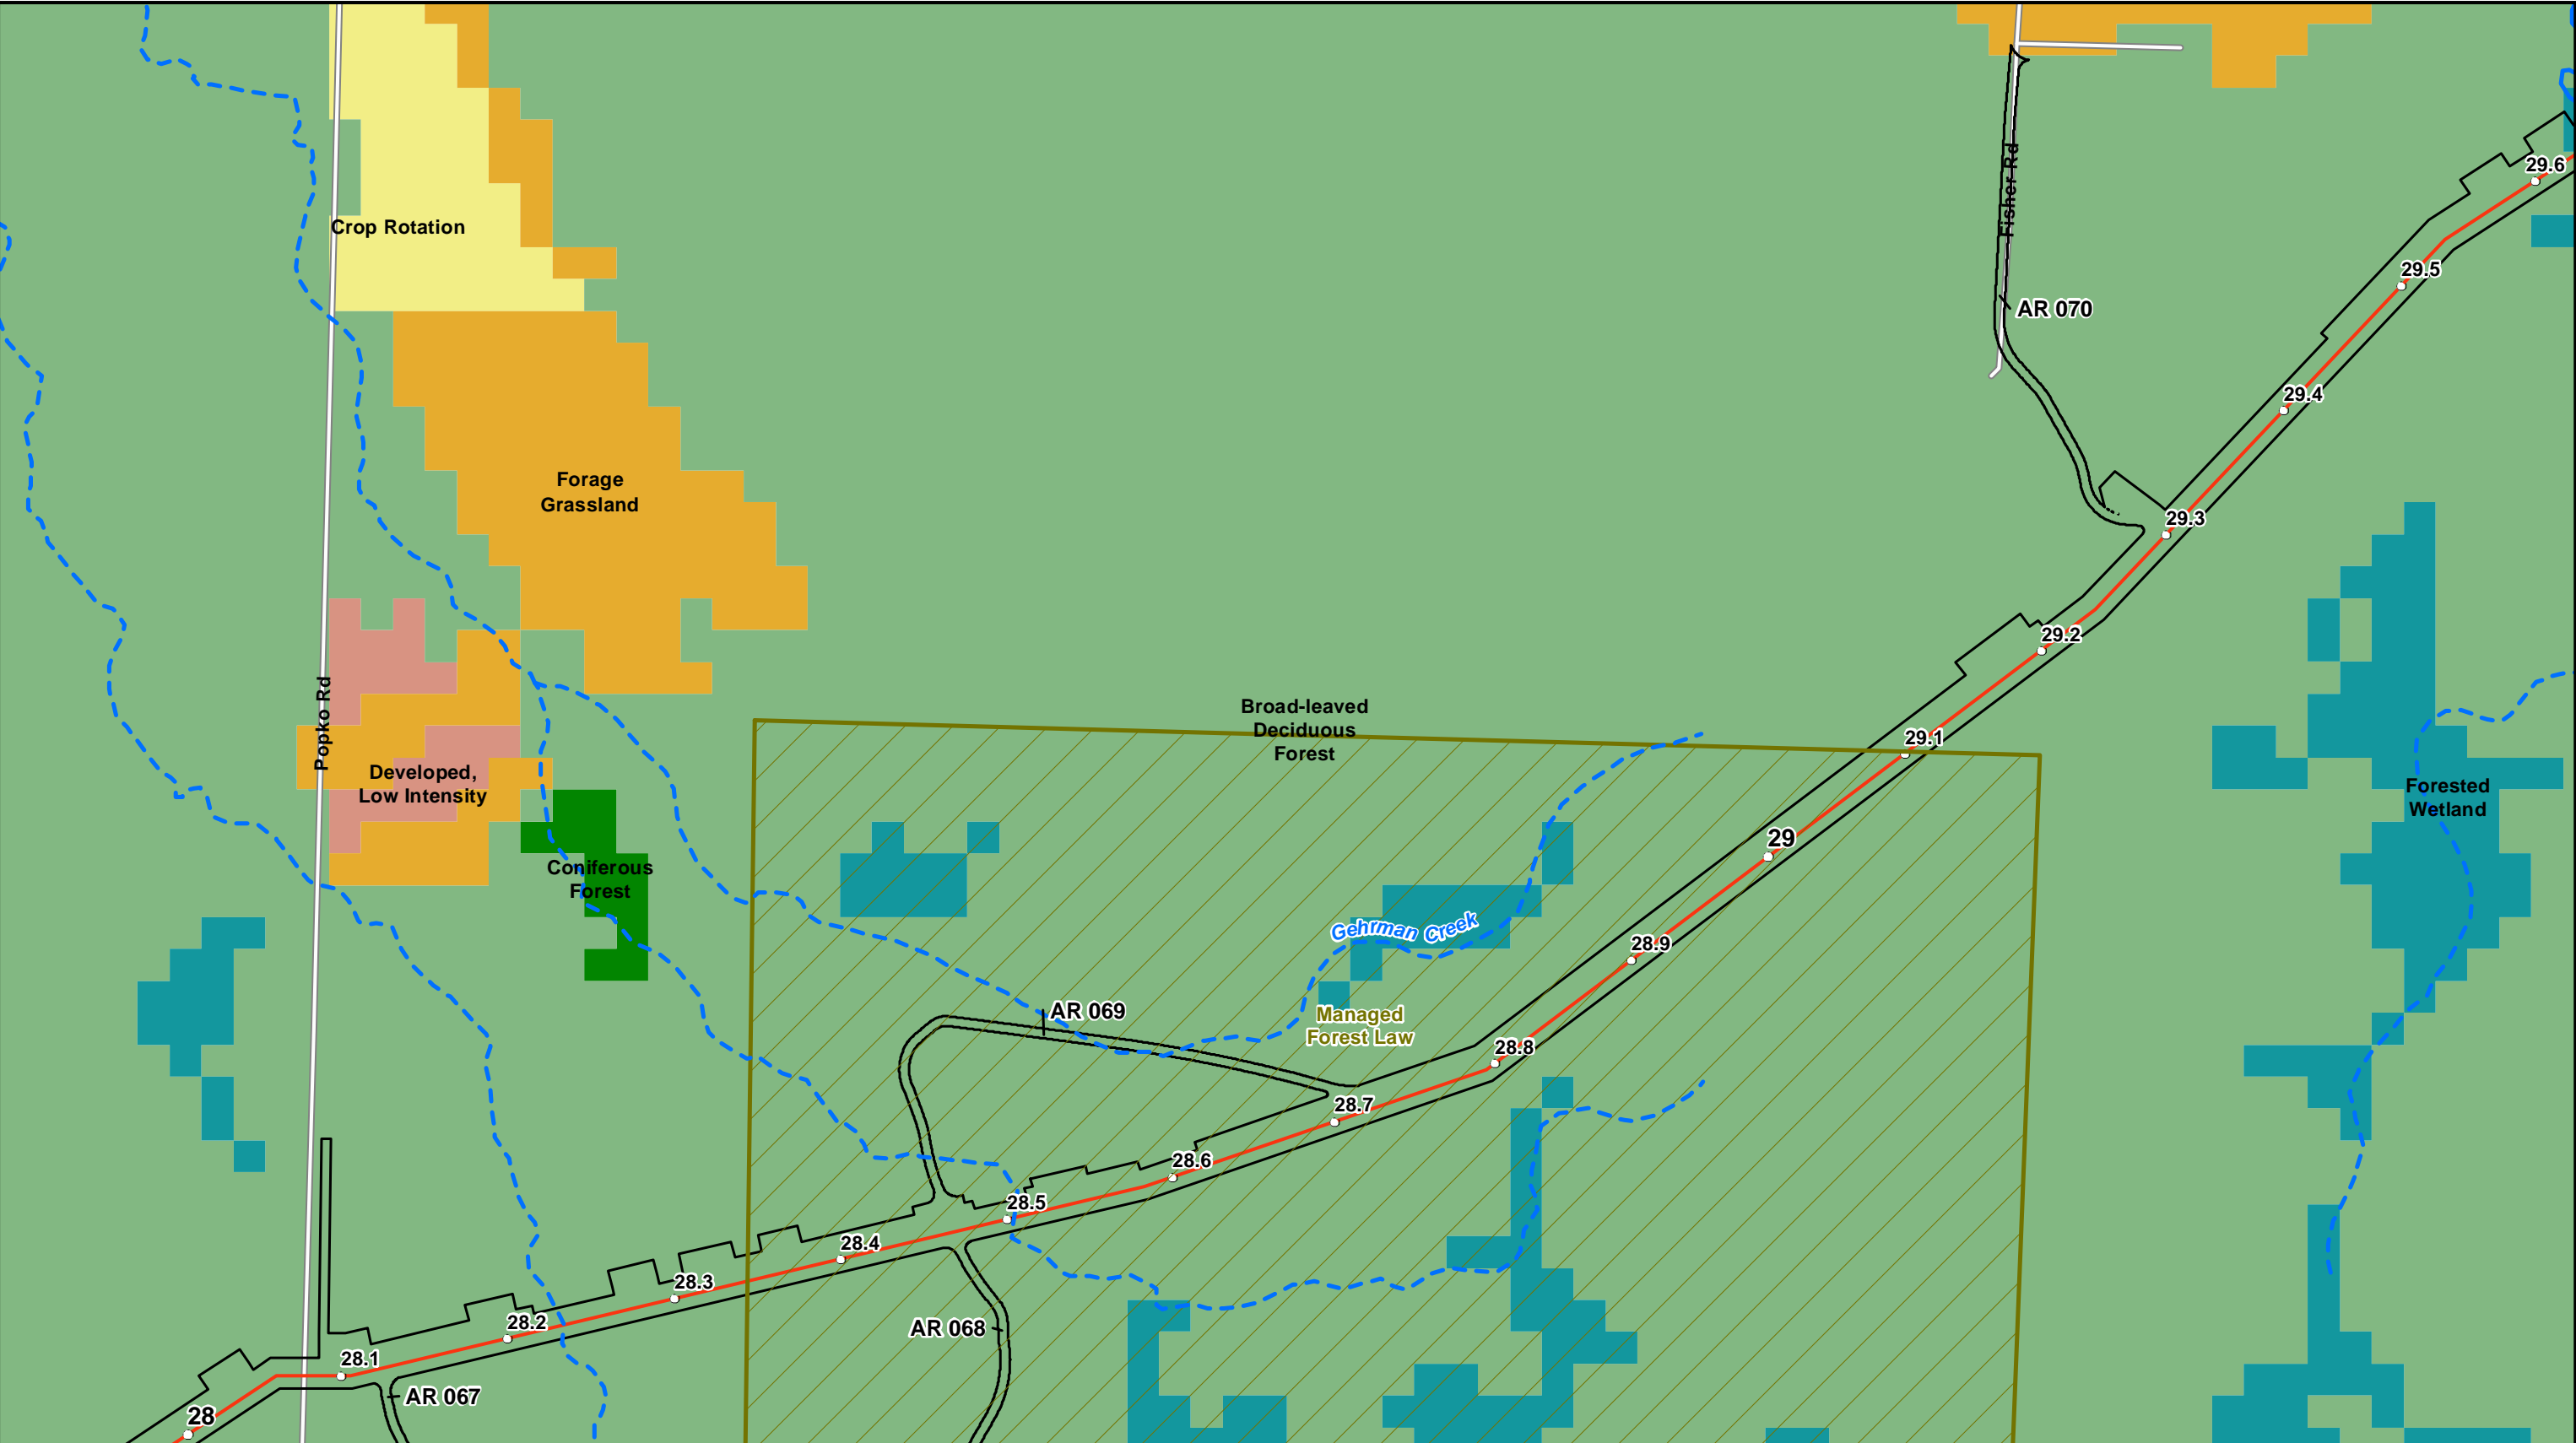 Fisher Rd
29.6
Crop Rotation
29.5
AR 070
29.4
Forage
Grassland
29.3
29.2
Popko Rd
Broad-leaved
Deciduous
Forest
29.1
Developed,
Low Intensity
Forested
Wetland
29
Coniferous
Forest
Gehrman Creek
28.9
AR 069
Managed
Forest Law
28.8
28.7
28.6
28.5
28.4
28.3
28.2
AR 068
28.1
AR 067
28